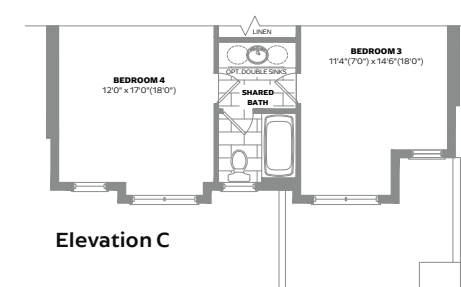 LINEN
BEDROOM 4
12'0" x 17'0"(18'0")
OPT. DOUBLE SINKS
SHARED
BATH
BEDROOM 3
11'4"(7'0") x 14'6"(18'0")
Elevation C